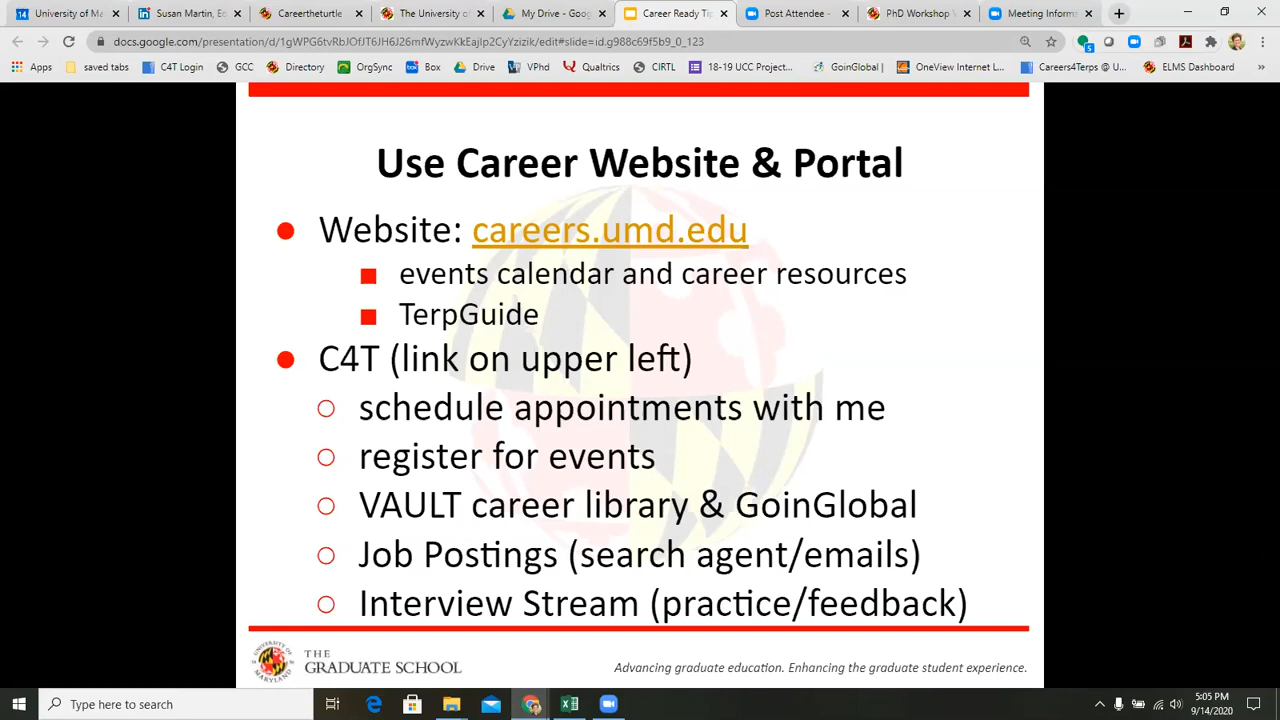 University of Mar
Susan Martin, Ed
Careertheturtle
The University of
My Drive - Goog
Career Ready Tip
Post Attendee -
PhD Workshop V
Meeting Inform
docs.google.com/presentation/d/
/edit#slide=id.g988c69f5b9_0_123
Apps
saved tabs
C4T Login
GCC
Directory
OrgSync
Box
Drive
VPhd
Qualtrics
CIRTL
18-19 UCC Project...
GoinGlobal |
OneView Internet L...
Careers4Terps @ U...
ELMS Dashboard
Use Career Website & Portal
● Website: careers.umd.edu
■ events calendar and career resources
■ TerpGuide
● C4T (link on upper left)
○ schedule appointments with me
○ register for events
○ VAULT career library & GoinGlobal
○ Job Postings (search agent/emails)
○ Interview Stream (practice/feedback)
THE
GRADUATE SCHOOL
Advancing graduate education. Enhancing the graduate student experience.
Type here to search
5:05 PM
9/14/2020